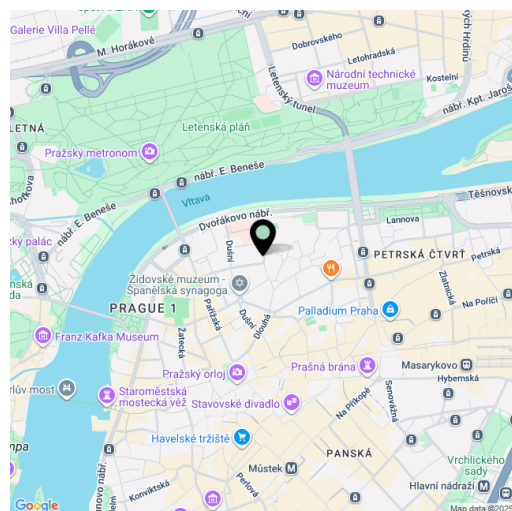 Galerie Villa Pellé
M. Horákové
Dobrovského
Letohradská
Kostelní
Národní technické
muzeum
Letenský tunel
nábř. Kpt. Jaroš
LETNÁ
Letenská pláň
Pražský metronom
nábř. E. Beneše
Vltava
Těšnovsk
nábř. E. Beneše
Dvořákovo nábř.
Lannova
Dušní
PETRSKÁ ČTVRŤ
Petrská
Židovské muzeum -
Španělská synagoga
Zlatnická
Na Poříčí
PRAGUE 1
Pařížská
Dušní
Dlouhá
Palladium Praha
Franz Kafka Museum
Žatecká
Prašná brána
Masarykovo
Hybernská
Pražský orloj
Staroměstská
mostecká věž
Stavovské divadlo
Na Příkopě
Senovážná
Havelské tržiště
PANSKÁ
Vrchlického
sady
Můstek
Perlová
Konviktská
Hlavní nádraží
Google
Map data ©2025